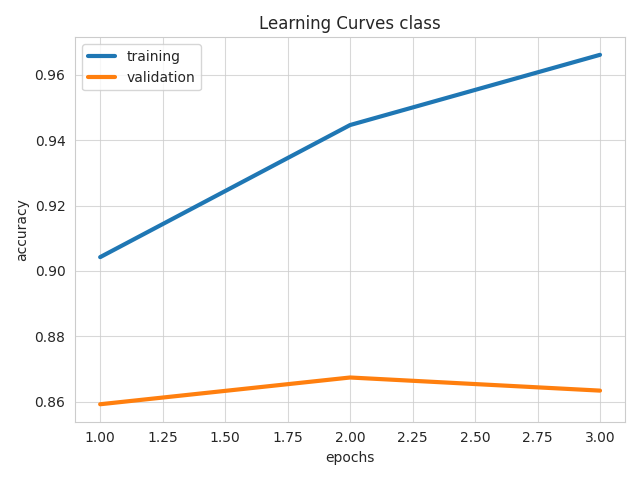 Learning Curves class
training
validation
accuracy
0.96
0.94
0.92
0.90
0.88
0.86
1.00 1.25 1.50 1.75 2.00 2.25 2.50 2.75 3.00
epochs